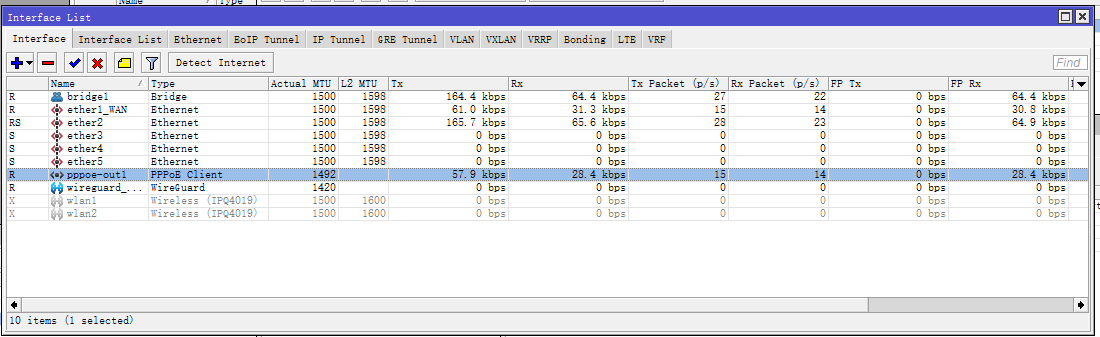 Name / Type
Interface List
Interface Interface List Ethernet EoIP Tunnel IP Tunnel GRE Tunnel VLAN VXLAN VRRP Bonding LTE VRF
Detect Internet Find
Name / Type Actual MTU L2 MTU Tx Rx Tx Packet (p/s) Rx Packet (p/s) FP Tx FP Rx
R bridge1 Bridge 1500 1598 164.4 kbps 64.4 kbps 27 22 0 bps 64.4 kbps
R ether1_WAN Ethernet 1500 1598 61.0 kbps 31.3 kbps 15 14 0 bps 30.8 kbps
RS ether2 Ethernet 1500 1598 165.7 kbps 65.6 kbps 28 23 0 bps 64.9 kbps
S ether3 Ethernet 1500 1598 0 bps 0 bps 0 0 0 bps 0 bps
S ether4 Ethernet 1500 1598 0 bps 0 bps 0 0 0 bps 0 bps
S ether5 Ethernet 1500 1598 0 bps 0 bps 0 0 0 bps 0 bps
R pppoe-out1 PPPoE Client 1492 57.9 kbps 28.4 kbps 15 14 0 bps 28.4 kbps
R wireguard_... WireGuard 1420 0 bps 0 bps 0 0 0 bps 0 bps
X wlan1 Wireless (IPQ4019) 1500 1600 0 bps 0 bps 0 0 0 bps 0 bps
X wlan2 Wireless (IPQ4019) 1500 1600 0 bps 0 bps 0 0 0 bps 0 bps
10 items (1 selected)